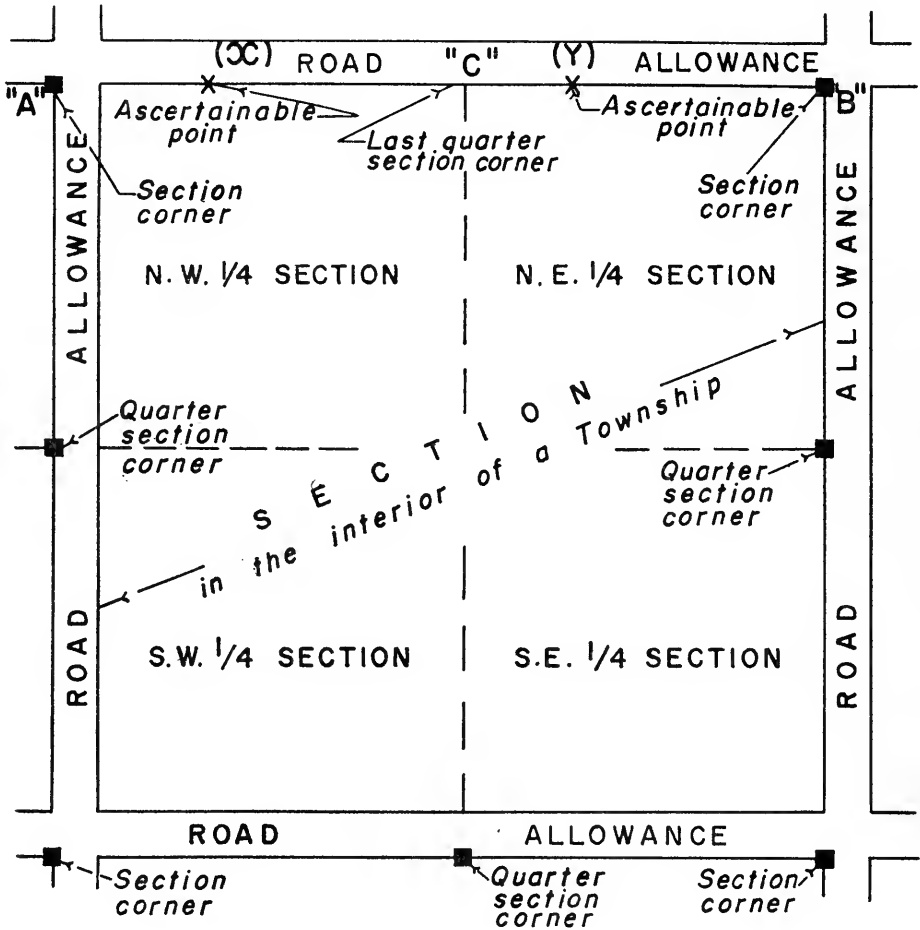 (X) ROAD "C" (Y) ALLOWANCE
"A"
Ascertainable
point
Last quarter
section corner
Ascertainable
point
"B"
Section
corner
Section
corner
ALLOWANCE
ALLOWANCE
N. W. 1/4 SECTION
N. E. 1/4 SECTION
Quarter
section
corner
SECTION
in the interior of a Township
Quarter
section
corner
ROAD
ROAD
S.W. 1/4 SECTION
S.E. 1/4 SECTION
ROAD ALLOWANCE
Section
corner
Quarter
section
corner
Section
corner